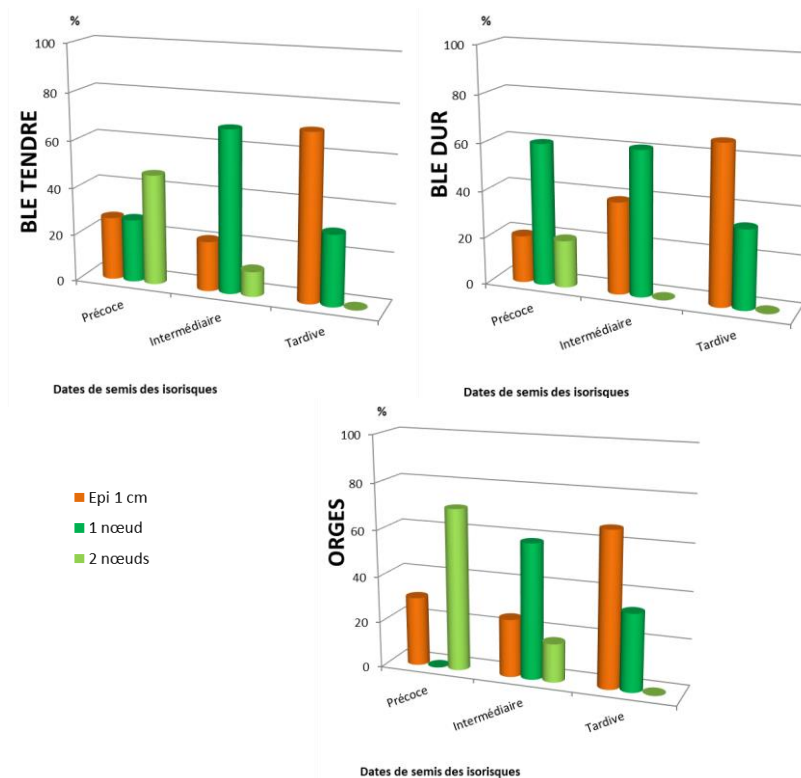 %
BLE TENDRE
100
80
60
40
20
0
Précoce
Intermédiaire
Tardive
Dates de semis des isorisques
%
BLE DUR
100
80
60
40
20
0
Précoce
Intermédiaire
Tardive
Dates de semis des isorisques
Epi 1 cm
1 nœud
2 nœuds
%
ORGES
100
80
60
40
20
0
Précoce
Intermédiaire
Tardive
Dates de semis des isorisques